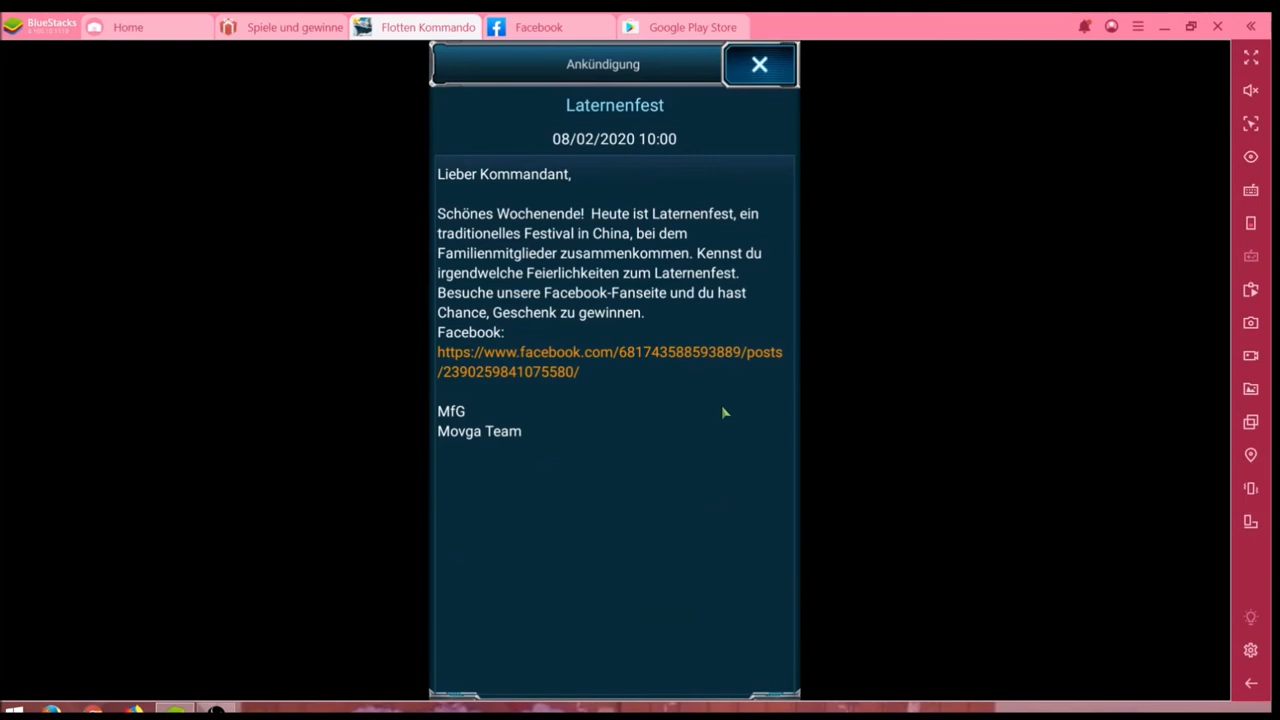 BlueStacks
Home
Spiele und gewinne
Flotten Kommando
Facebook
Google Play Store
Ankündigung
Laternenfest
08/02/2020 10:00
Lieber Kommandant,
Schönes Wochenende! Heute ist Laternenfest, ein
traditionelles Festival in China, bei dem
Familienmitglieder zusammenkommen. Kennst du
irgendwelche Feierlichkeiten zum Laternenfest.
Besuche unsere Facebook-Fanseite und du hast
Chance, Geschenk zu gewinnen.
Facebook:
https://www.facebook.com/681743588593889/posts
/2390259841075580/
MfG
Movga Team